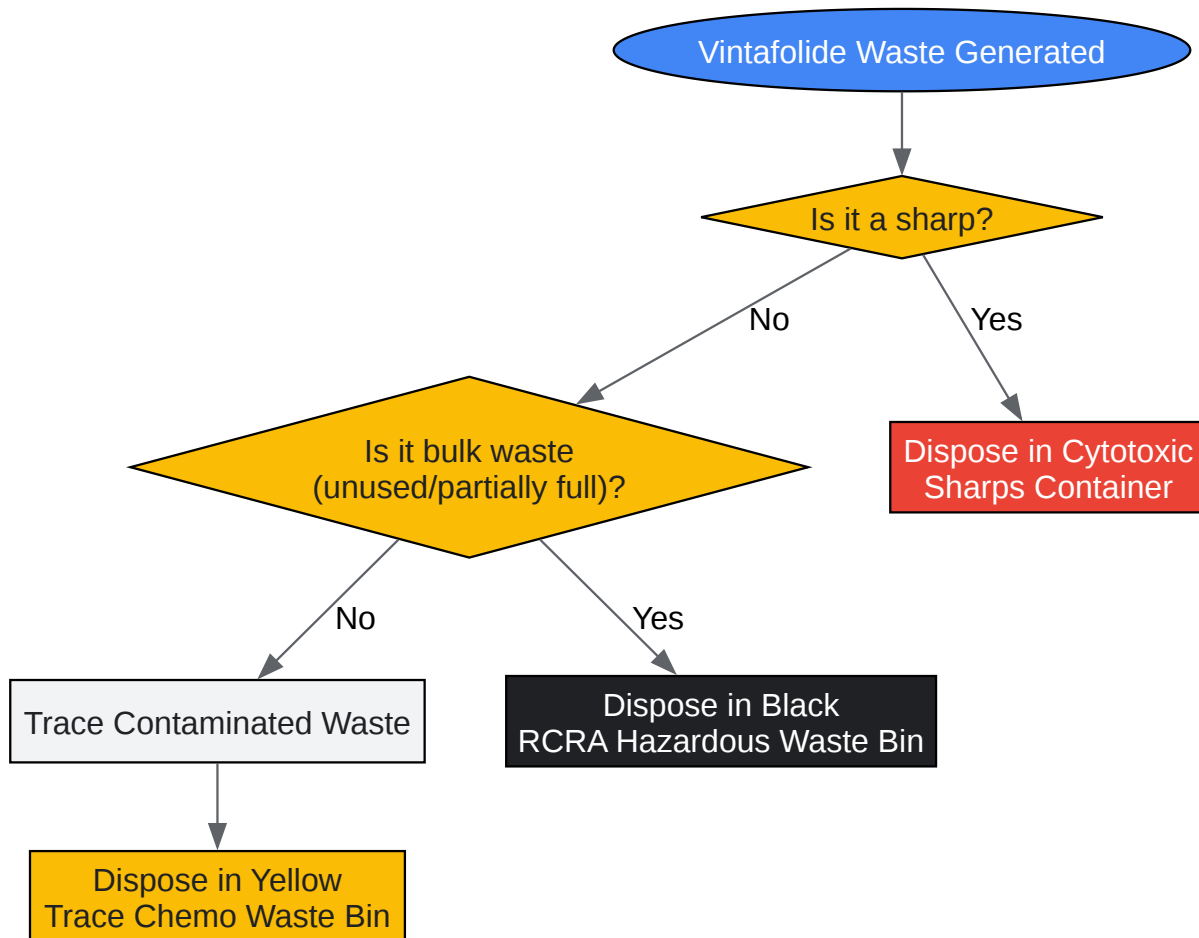 Vintafolide Waste Generated
Is it a sharp?
No
Yes
Is it bulk waste
(unused/partially full)?
Dispose in Cytotoxic
Sharps Container
No
Yes
Trace Contaminated Waste
Dispose in Black
RCRA Hazardous Waste Bin
Dispose in Yellow
Trace Chemo Waste Bin